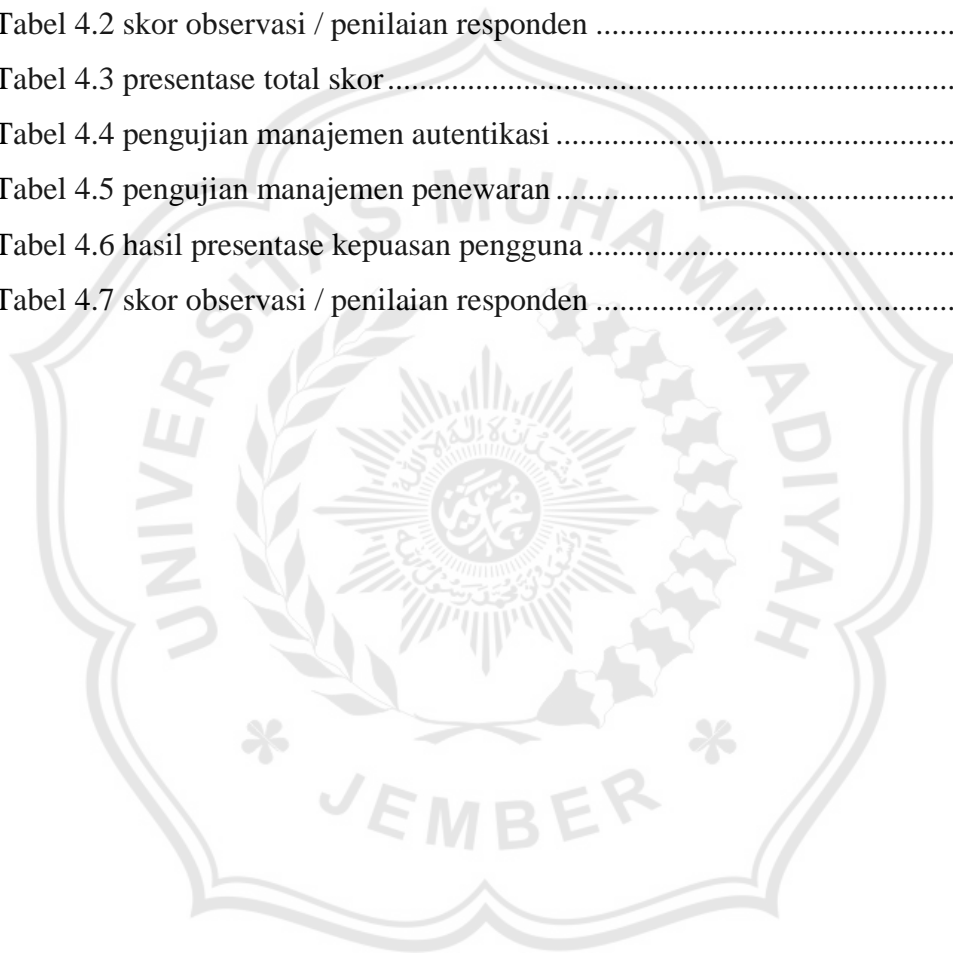 Tabel 4.2 skor observasi / penilaian responden ..............................................
Tabel 4.3 presentase total skor ........................................................................
Tabel 4.4 pengujian manajemen autentikasi ...................................................
Tabel 4.5 pengujian manajemen penewaran ...................................................
Tabel 4.6 hasil presentase kepuasan pengguna ...............................................
Tabel 4.7 skor observasi / penilaian responden ..............................................
UNIVERSITAS MUHAMMADIYAH
JEMBER